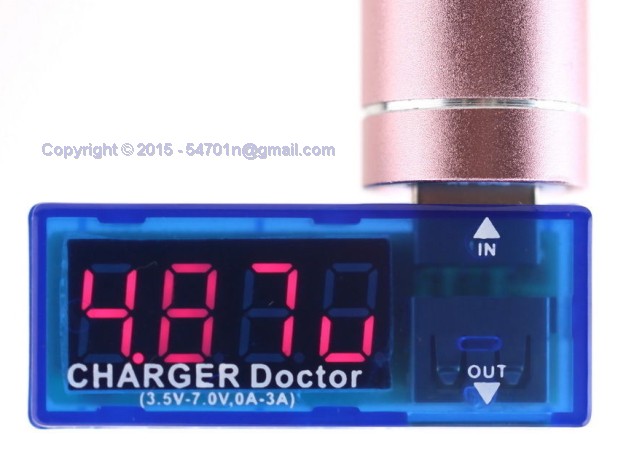 Copyright © 2015 - 54701n@gmail.com
IN
4.87u
OUT
CHARGER Doctor
(3.5V-7.0V,0A-3A)